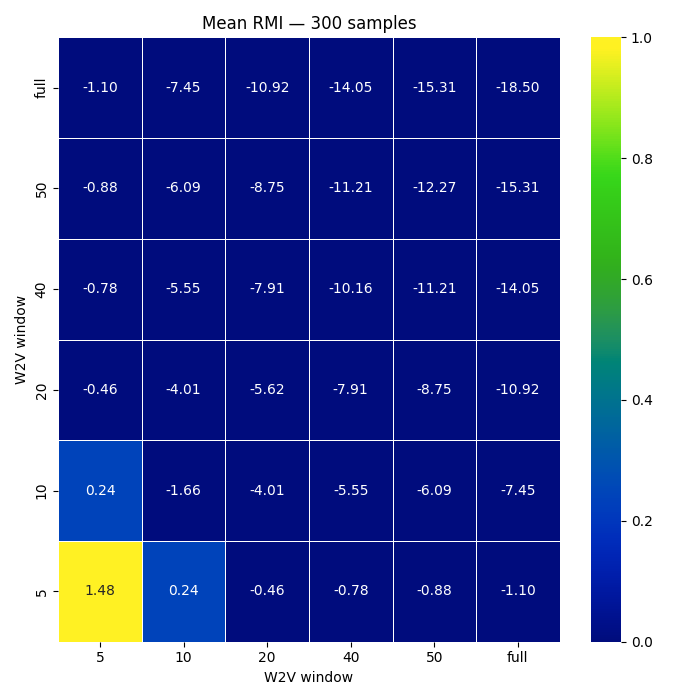 Mean RMI — 300 samples
full -1.10 -7.45 -10.92 -14.05 -15.31 -18.50
50 -0.88 -6.09 -8.75 -11.21 -12.27 -15.31
40 -0.78 -5.55 -7.91 -10.16 -11.21 -14.05
20 -0.46 -4.01 -5.62 -7.91 -8.75 -10.92
10 0.24 -1.66 -4.01 -5.55 -6.09 -7.45
5 1.48 0.24 -0.46 -0.78 -0.88 -1.10
5 10 20 40 50 full
W2V window
W2V window
1.0
0.8
0.6
0.4
0.2
0.0